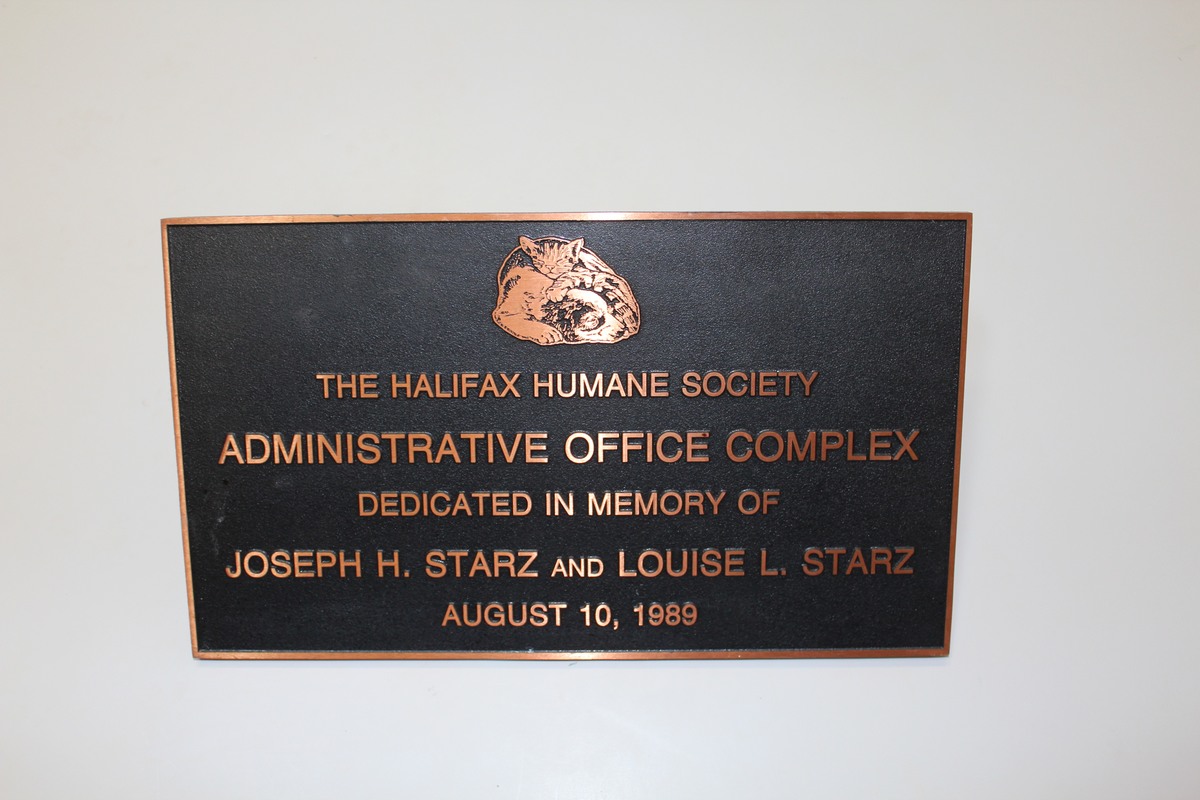 THE HALIFAX HUMANE SOCIETY
ADMINISTRATIVE OFFICE COMPLEX
DEDICATED IN MEMORY OF
JOSEPH H. STARZ AND LOUISE L. STARZ
AUGUST 10, 1989